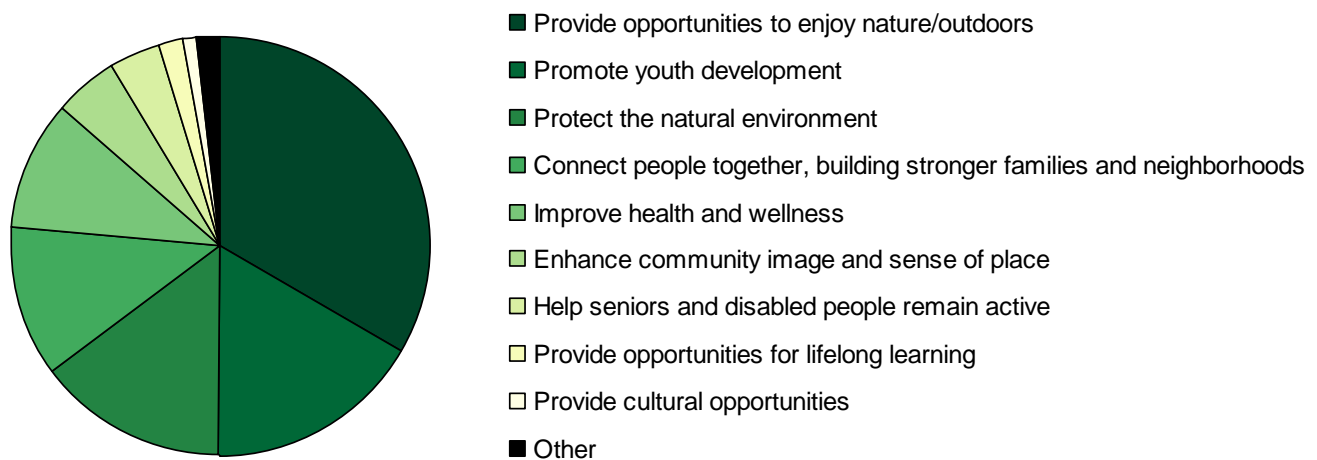 Provide opportunities to enjoy nature/outdoors
Promote youth development
Protect the natural environment
Connect people together, building stronger families and neighborhoods
Improve health and wellness
Enhance community image and sense of place
Help seniors and disabled people remain active
Provide opportunities for lifelong learning
Provide cultural opportunities
Other